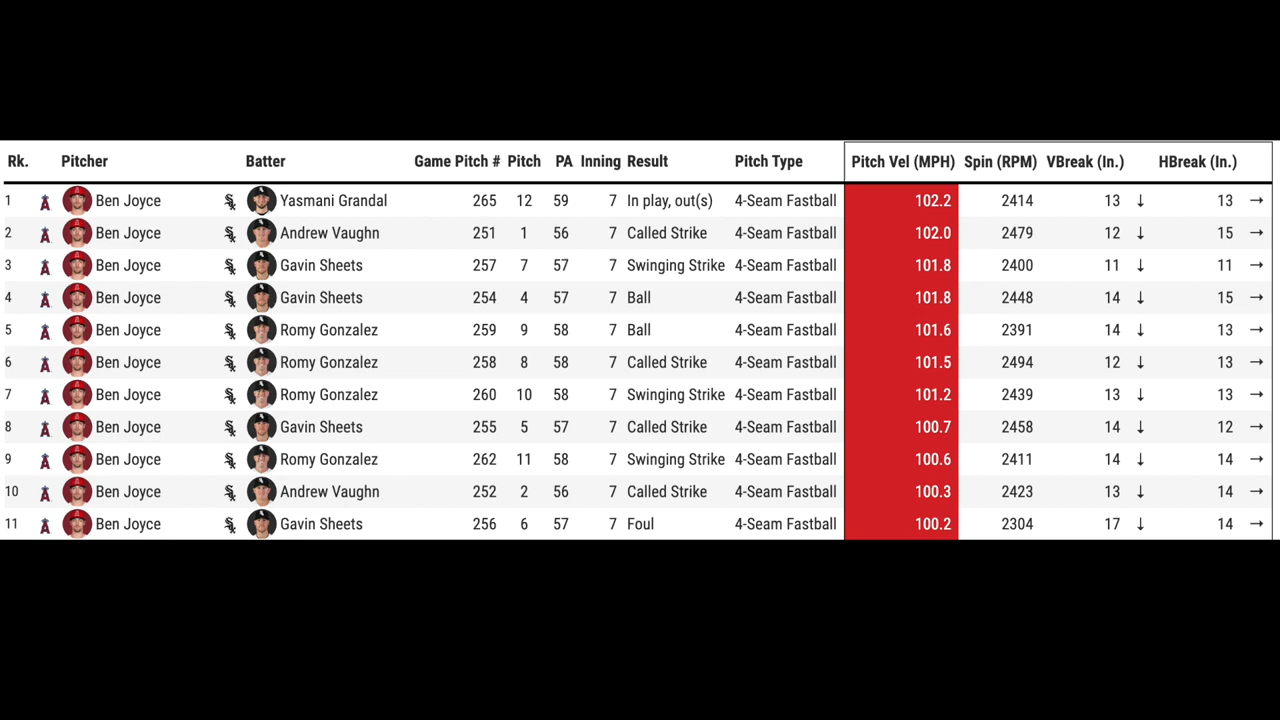 Rk. Pitcher Batter Game Pitch # Pitch PA Inning Result Pitch Type Pitch Vel (MPH) Spin (RPM) VBreak (In.) HBreak (In.)
1 Ben Joyce Yasmani Grandal 265 12 59 7 In play, out(s) 4-Seam Fastball 102.2 2414 13 ↓ 13 →
2 Ben Joyce Andrew Vaughn 251 1 56 7 Called Strike 4-Seam Fastball 102.0 2479 12 ↓ 15 →
3 Ben Joyce Gavin Sheets 257 7 57 7 Swinging Strike 4-Seam Fastball 101.8 2400 11 ↓ 11 →
4 Ben Joyce Gavin Sheets 254 4 57 7 Ball 4-Seam Fastball 101.8 2448 14 ↓ 15 →
5 Ben Joyce Romy Gonzalez 259 9 58 7 Ball 4-Seam Fastball 101.6 2391 14 ↓ 13 →
6 Ben Joyce Romy Gonzalez 258 8 58 7 Called Strike 4-Seam Fastball 101.5 2494 12 ↓ 13 →
7 Ben Joyce Romy Gonzalez 260 10 58 7 Swinging Strike 4-Seam Fastball 101.2 2439 13 ↓ 13 →
8 Ben Joyce Gavin Sheets 255 5 57 7 Called Strike 4-Seam Fastball 100.7 2458 14 ↓ 12 →
9 Ben Joyce Romy Gonzalez 262 11 58 7 Swinging Strike 4-Seam Fastball 100.6 2411 14 ↓ 14 →
10 Ben Joyce Andrew Vaughn 252 2 56 7 Called Strike 4-Seam Fastball 100.3 2423 13 ↓ 14 →
11 Ben Joyce Gavin Sheets 256 6 57 7 Foul 4-Seam Fastball 100.2 2304 17 ↓ 14 →